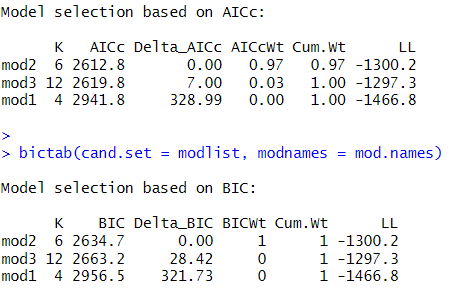 Model selection based on AICc:
K AICc Delta_AICc AICcWt Cum.Wt LL
mod2 6 2612.8 0.00 0.97 0.97 -1300.2
mod3 12 2619.8 7.00 0.03 1.00 -1297.3
mod1 4 2941.8 328.99 0.00 1.00 -1466.8
>
> bictab(cand.set = modlist, modnames = mod.names)
Model selection based on BIC:
K BIC Delta_BIC BICWt Cum.Wt LL
mod2 6 2634.7 0.00 1 1 -1300.2
mod3 12 2663.2 28.42 0 1 -1297.3
mod1 4 2956.5 321.73 0 1 -1466.8